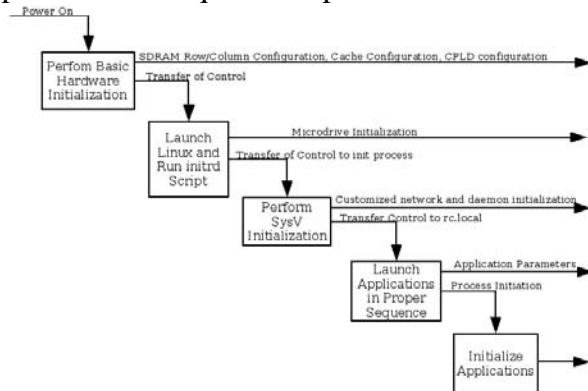 Power On
SDRAM Row/Column Configuration, Cache Configuration, CPLD configuration
Perfom Basic
Hardware
Initialization
Transfer of Control
Microdrive Initialization
Launch
Linux and
Run initrd
Script
Transfer of Control to init process
Customized network and daemon initialization
Perform
SysV
Initialization
Transfer Control to rc.local
Application Parameters
Launch
Applications
in Proper
Sequence
Process Initiation
Initialize
Applications